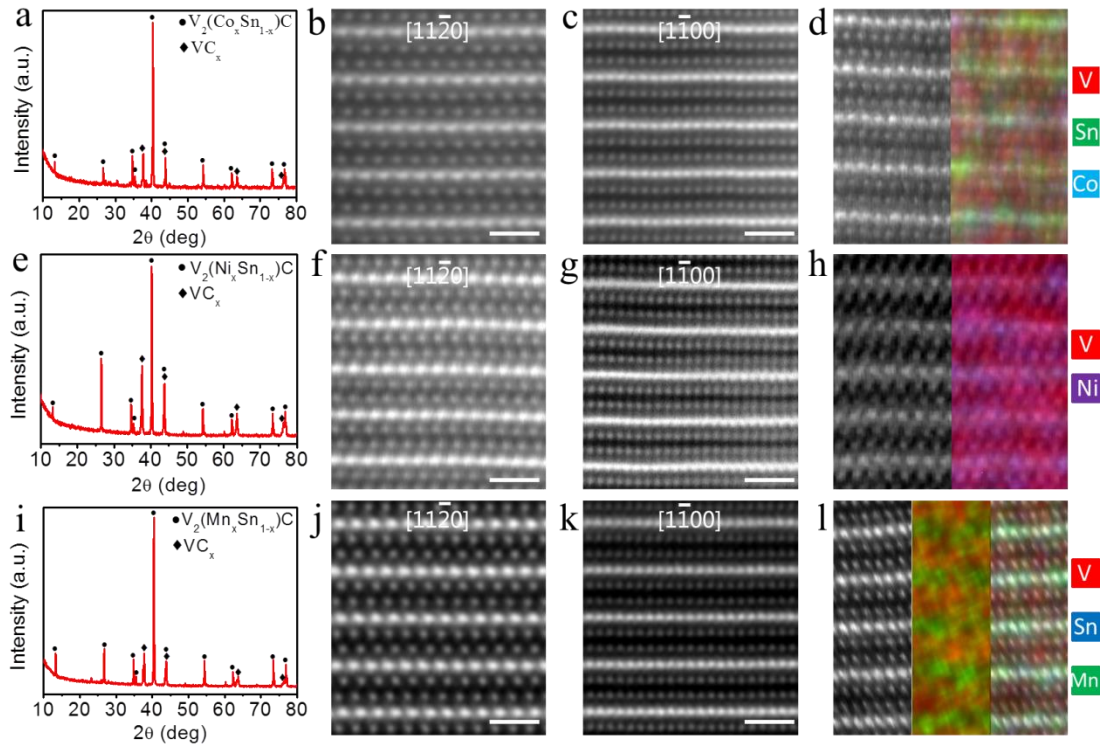 a
● V₂(CoₓSn₁₋ₓ)C
◆ VCₓ
Intensity (a.u.)
10 20 30 40 50 60 70 80
2θ (deg)
b
[112̅0]
c
[11̅00]
d
V
Sn
Co
e
● V₂(NiₓSn₁₋ₓ)C
◆ VCₓ
Intensity (a.u.)
10 20 30 40 50 60 70 80
2θ (deg)
f
[112̅0]
g
[11̅00]
h
V
Ni
i
● V₂(MnₓSn₁₋ₓ)C
◆ VCₓ
Intensity (a.u.)
10 20 30 40 50 60 70 80
2θ (deg)
j
[112̅0]
k
[11̅00]
l
V
Sn
Mn